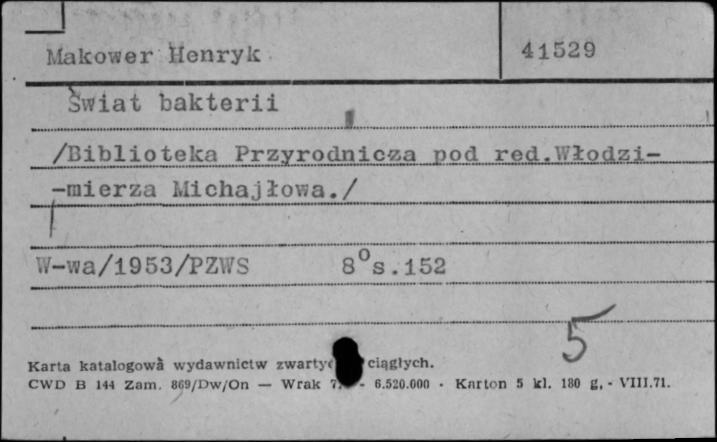 Makower Henryk
41529
Świat bakterii
/Biblioteka Przyrodnicza pod red.Włodzi-
-mierza Michajłowa./
W-wa/1953/PZWS 8°s.152
5
Karta katalogowa wydawnictw ciągłych.
CWD B 144 Zam. 869/Dw/On — Wrak - 6.520.000 - Karton 5 kl. 180 g, - VIII.71.